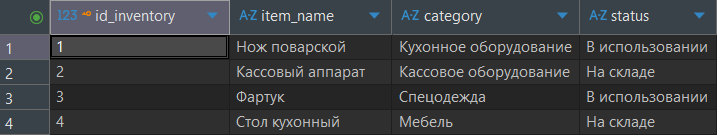 123 id_inventory A-Z item_name A-Z category A-Z status
1 1 Нож поварской Кухонное оборудование В использовании
2 2 Кассовый аппарат Кассовое оборудование На складе
3 3 Фартук Спецодежда В использовании
4 4 Стол кухонный Мебель На складе